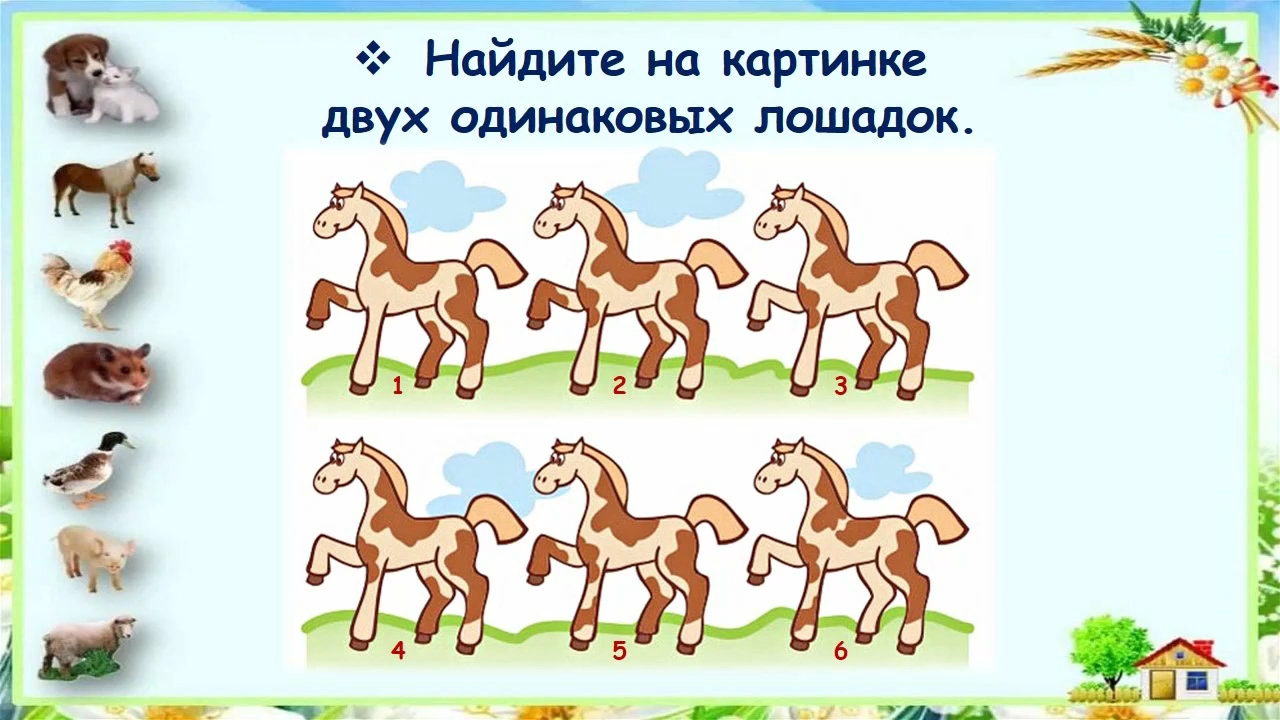 ❖ Найдите на картинке
двух одинаковых лошадок.
1 2 3
4 5 6